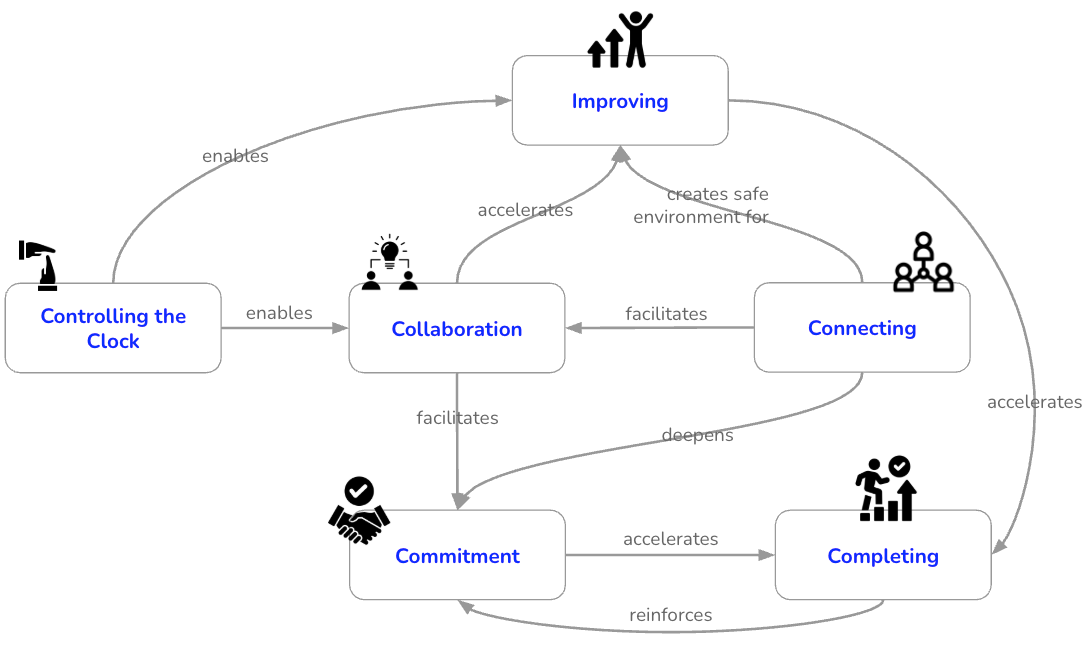 Improving
enables
creates safe
environment for
accelerates
Controlling the
Clock
enables
Collaboration
facilitates
Connecting
accelerates
facilitates
deepens
Commitment
accelerates
Completing
reinforces